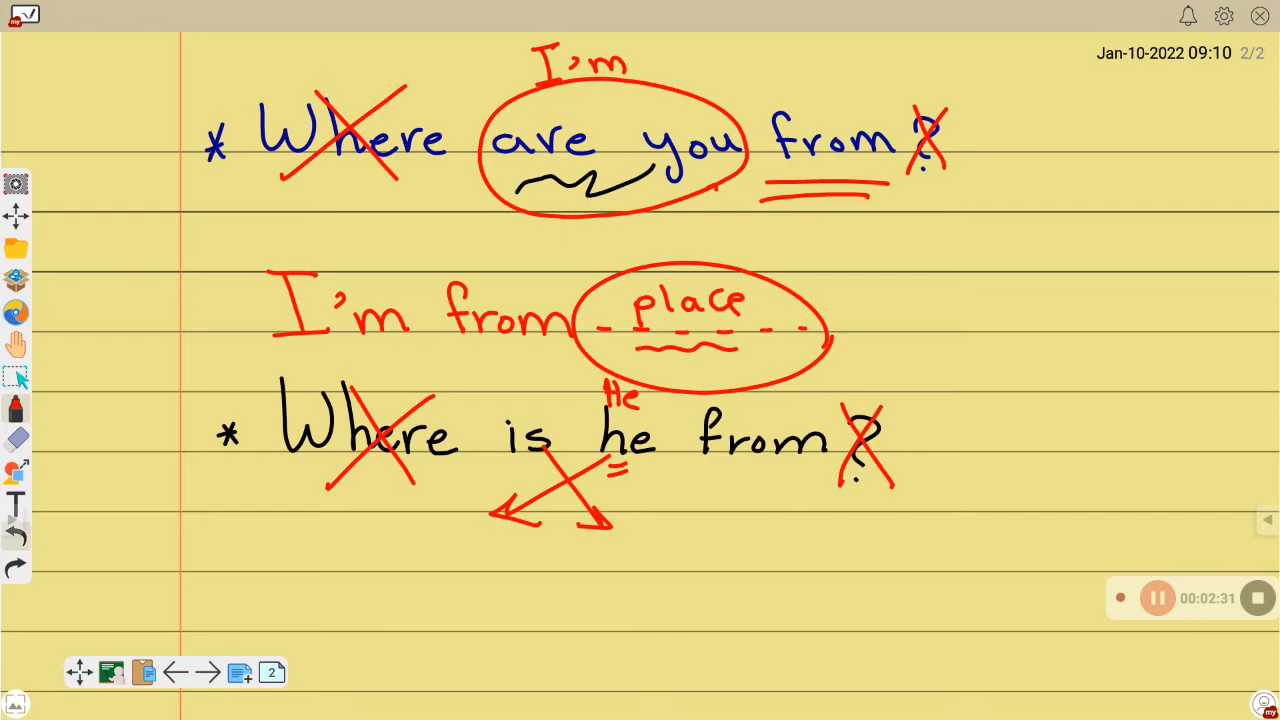 Jan-10-2022 09:10 2/2
I'm
* Where are you from ?
I'm from place
He
* Where is he from ?
00:02:31
2